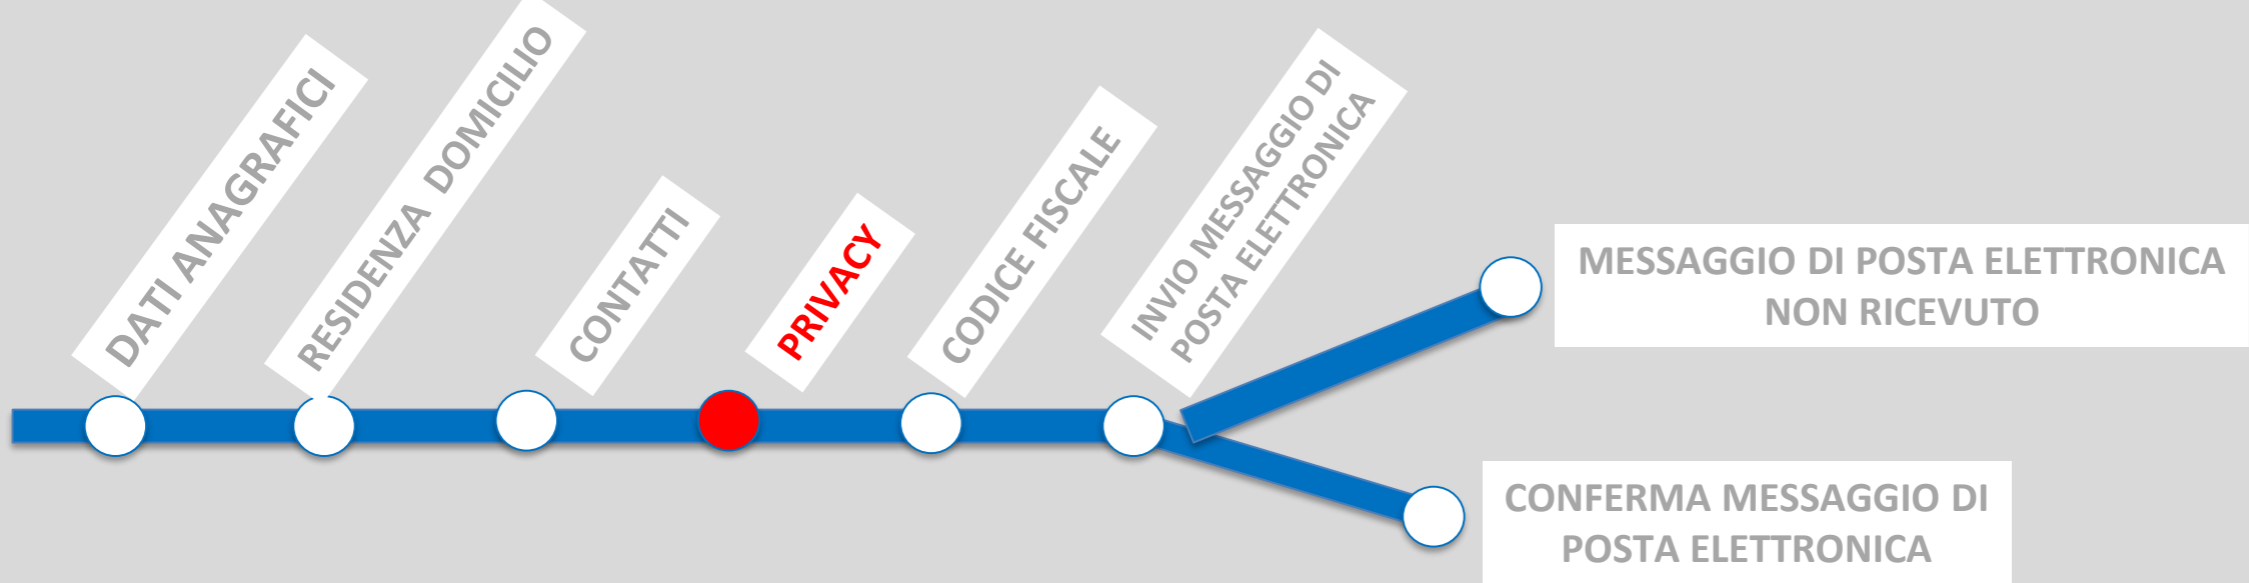 DATI ANAGRAFICI
RESIDENZA DOMICILIO
CONTATTI
PRIVACY
CODICE FISCALE
INVIO MESSAGGIO DI
POSTA ELETTRONICA
MESSAGGIO DI POSTA ELETTRONICA
NON RICEVUTO
CONFERMA MESSAGGIO DI
POSTA ELETTRONICA